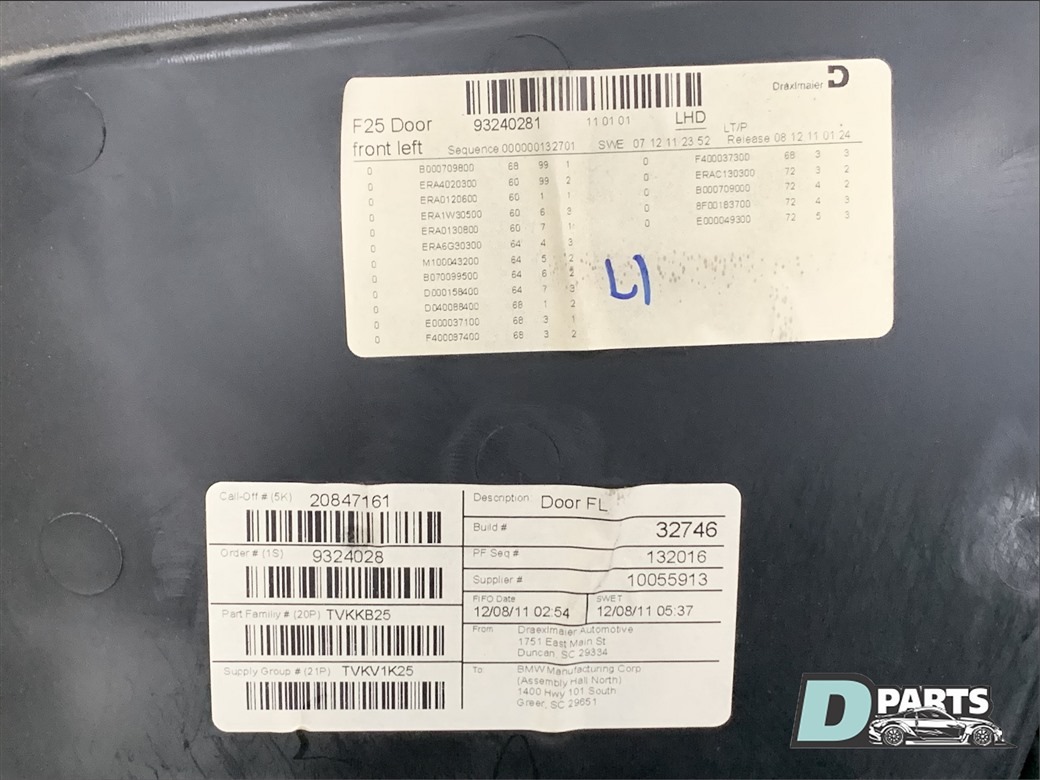 Draxlmaier D
F25 Door 93240281 11 01 01 LHD LT/P
front left Sequence 000000132701 SWE 07 12 11 23 52 Release 08 12 11 01 24
0 B000709800 68 99 1 0 F400037300 68 3 3
0 ERA4020300 60 99 2 0 ERAC130300 72 3 2
0 ERA0120600 60 1 1 0 B000709000 72 4 2
0 ERA1W30500 60 6 3 0 8F00183700 72 4 3
0 ERA0130800 60 7 1 0 E000049300 72 5 3
0 ERA6G30300 64 4 3
0 M100043200 64 5 2
0 B070099500 64 6 2
0 D000158400 64 7 3
0 D040088400 68 1 2
0 E000037100 68 3 1
0 F400037400 68 3 2
Call-Off # (5K) 20847161
Order # (1S) 9324028
Part Family # (20P) TVKKB25
Supply Group # (21P) TVKV1K25
Description Door FL
Build # 32746
PF Seq # 132016
Supplier # 10055913
FIFO Date SWET
12/08/11 02:54 12/08/11 05:37
From Draexlmaier Automotive
1751 East Main St
Duncan, SC 29334
To BMW Manufacturing Corp
(Assembly Hall North)
1400 Hwy 101 South
Greer, SC 29651
D PARTS